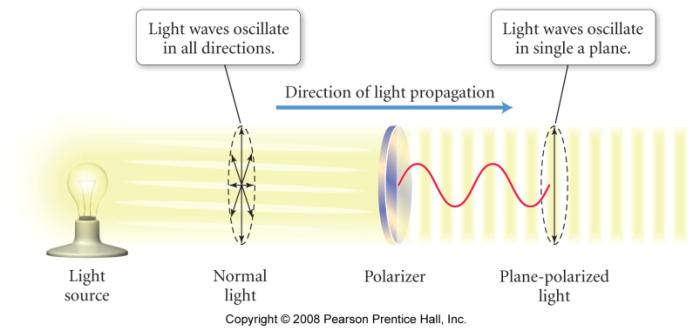 Light waves oscillate
in all directions.
Light waves oscillate
in single a plane.
Direction of light propagation
Light
source
Normal
light
Polarizer
Plane-polarized
light
Copyright © 2008 Pearson Prentice Hall, Inc.